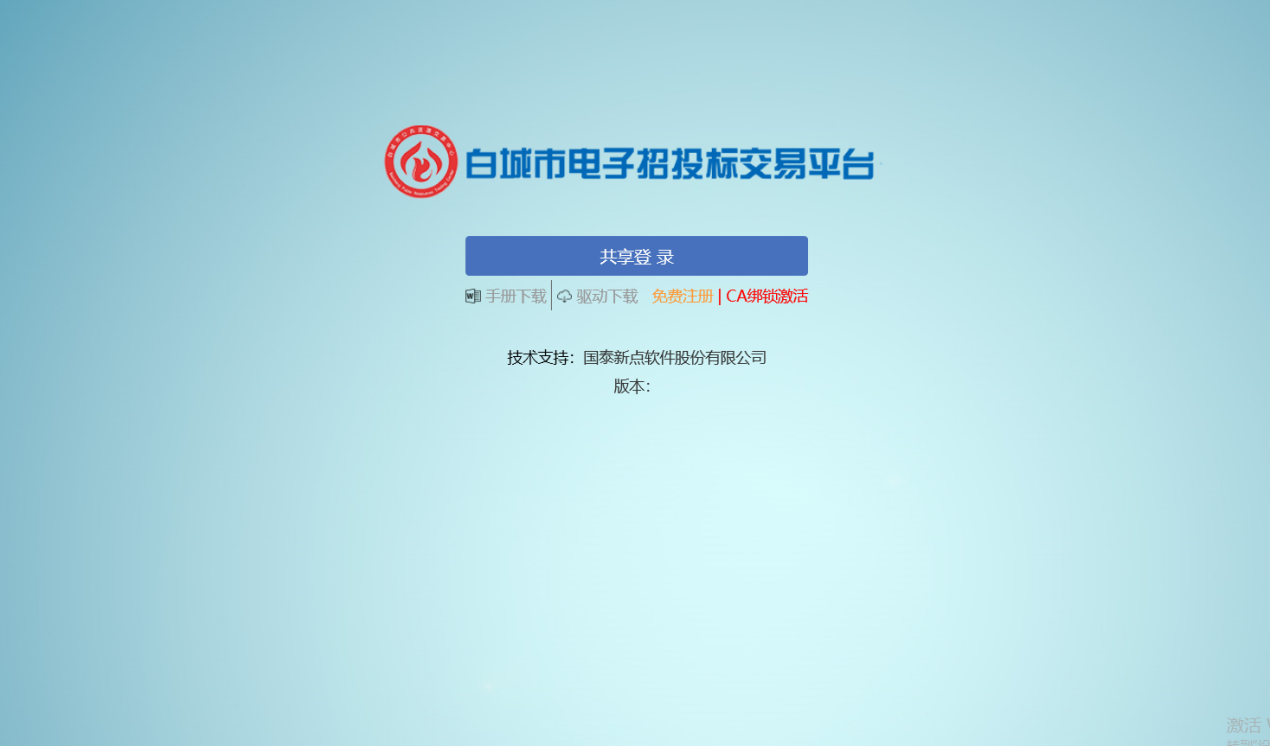 白城市电子招投标交易平台
共享登 录
手册下载 驱动下载 免费注册 | CA绑锁激活
技术支持：国泰新点软件股份有限公司
版本：
激活